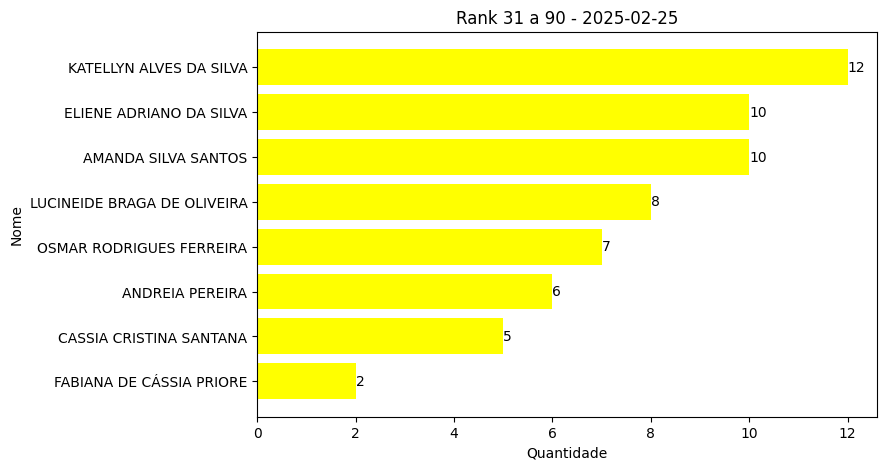 Rank 31 a 90 - 2025-02-25
Nome
KATELLYN ALVES DA SILVA 12
ELIENE ADRIANO DA SILVA 10
AMANDA SILVA SANTOS 10
LUCINEIDE BRAGA DE OLIVEIRA 8
OSMAR RODRIGUES FERREIRA 7
ANDREIA PEREIRA 6
CASSIA CRISTINA SANTANA 5
FABIANA DE CÁSSIA PRIORE 2
0 2 4 6 8 10 12
Quantidade